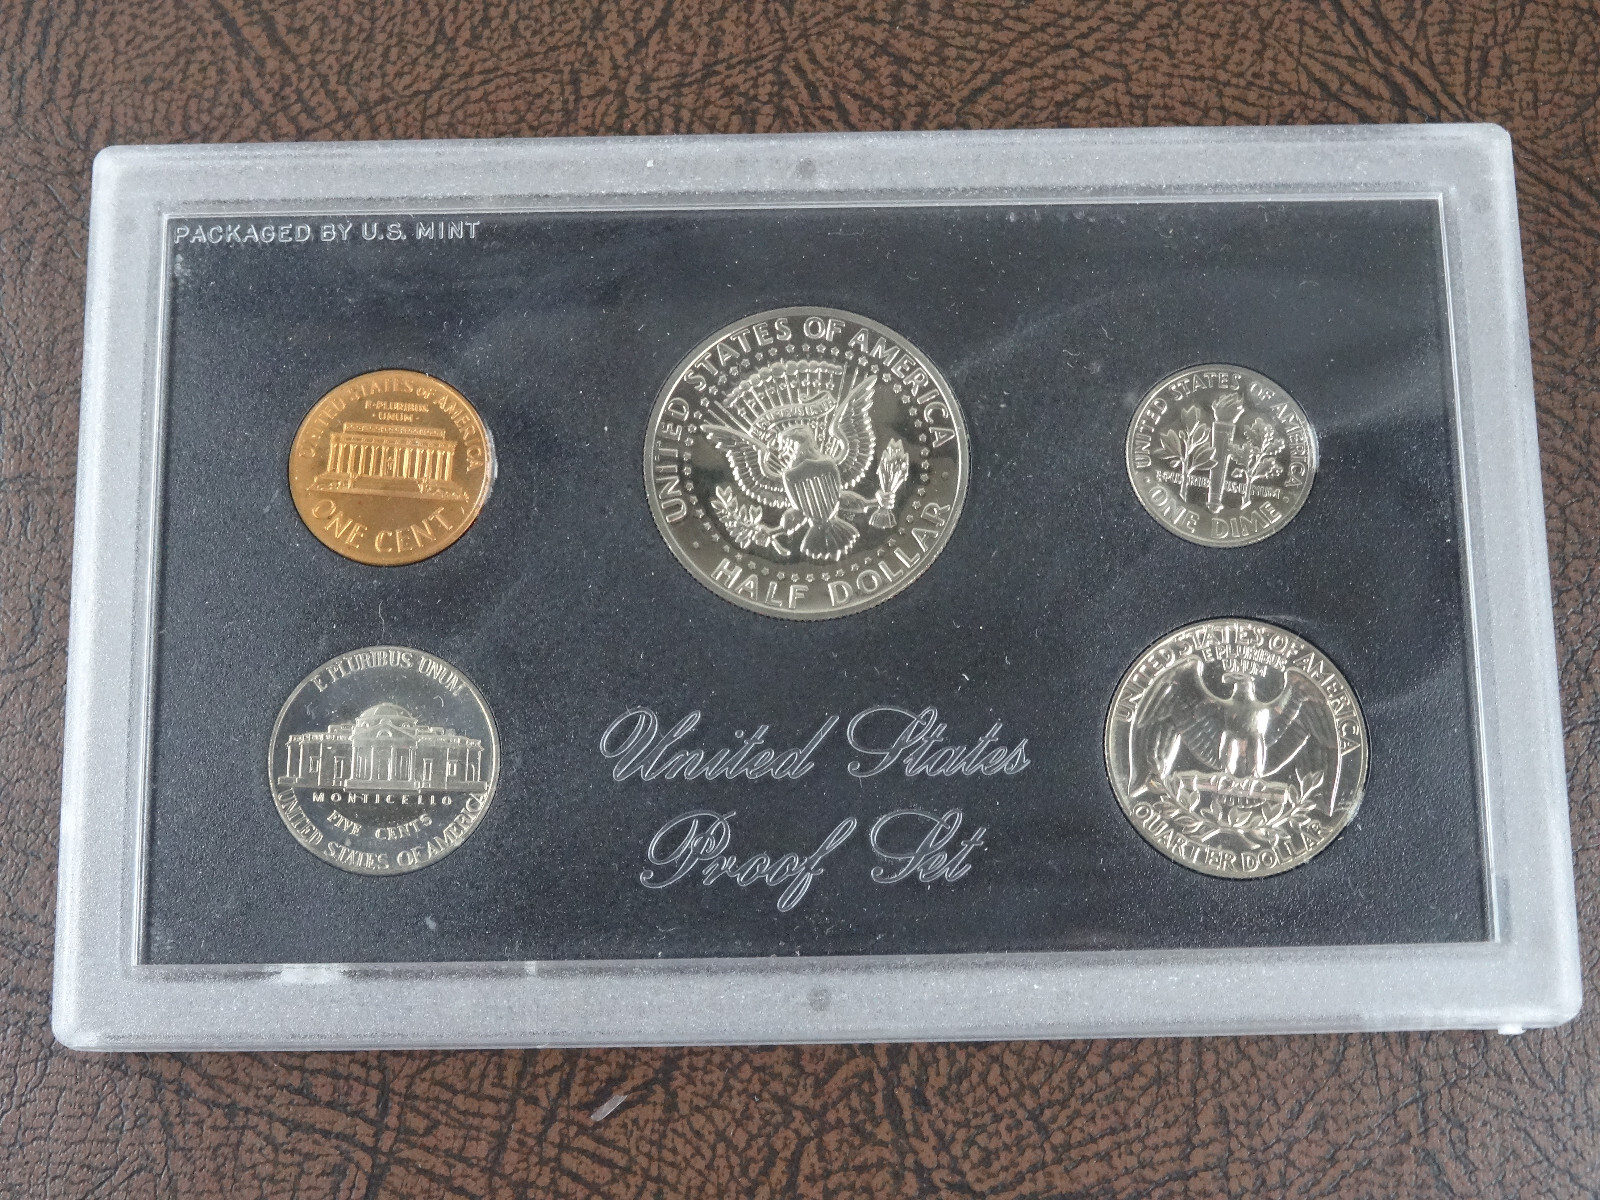 PACKAGED BY U.S. MINT
UNITED STATES OF AMERICA
E·PLURIBUS
·UNUM·
ONE CENT
UNITED STATES OF AMERICA
HALF DOLLAR
UNITED STATES OF AMERICA
· ONE DIME ·
E PLURIBUS UNUM
MONTICELLO
FIVE CENTS
UNITED STATES OF AMERICA
UNITED STATES OF AMERICA
E PLURIBUS
UNUM
QUARTER DOLLAR
United States
Proof Set